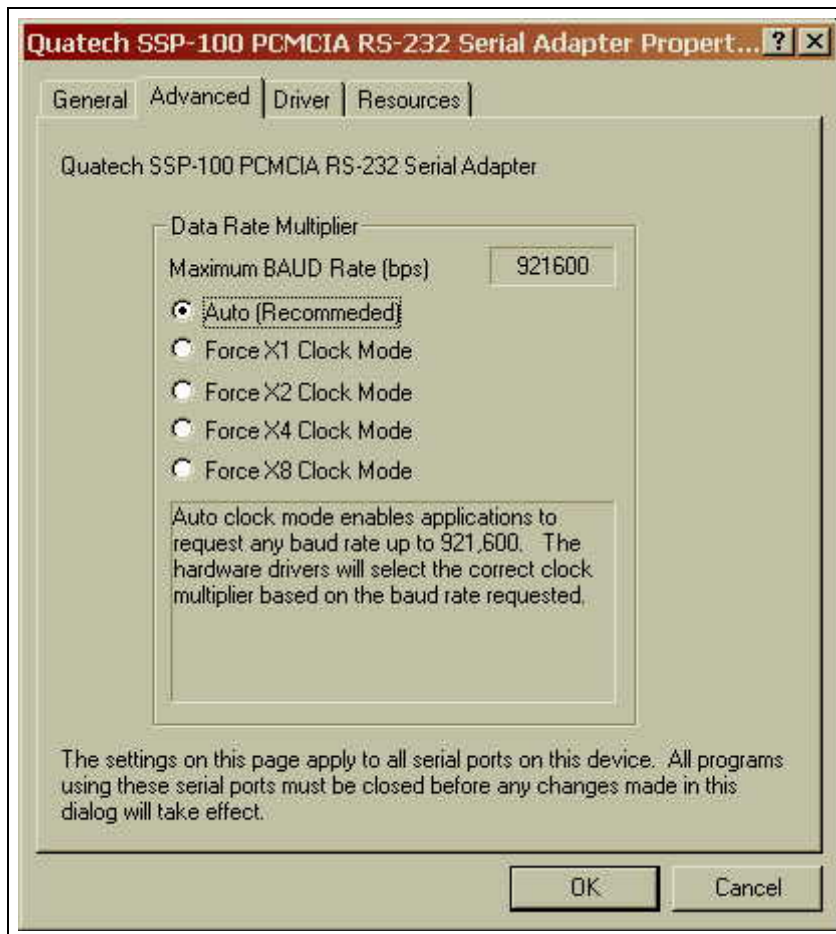 Quatech SSP-100 PCMCIA RS-232 Serial Adapter Propert...
General Advanced Driver Resources
Quatech SSP-100 PCMCIA RS-232 Serial Adapter
Data Rate Multiplier
Maximum BAUD Rate (bps) 921600
Auto (Recommeded)
Force X1 Clock Mode
Force X2 Clock Mode
Force X4 Clock Mode
Force X8 Clock Mode
Auto clock mode enables applications to
request any baud rate up to 921,600. The
hardware drivers will select the correct clock
multiplier based on the baud rate requested.
The settings on this page apply to all serial ports on this device. All programs
using these serial ports must be closed before any changes made in this
dialog will take effect.
OK Cancel